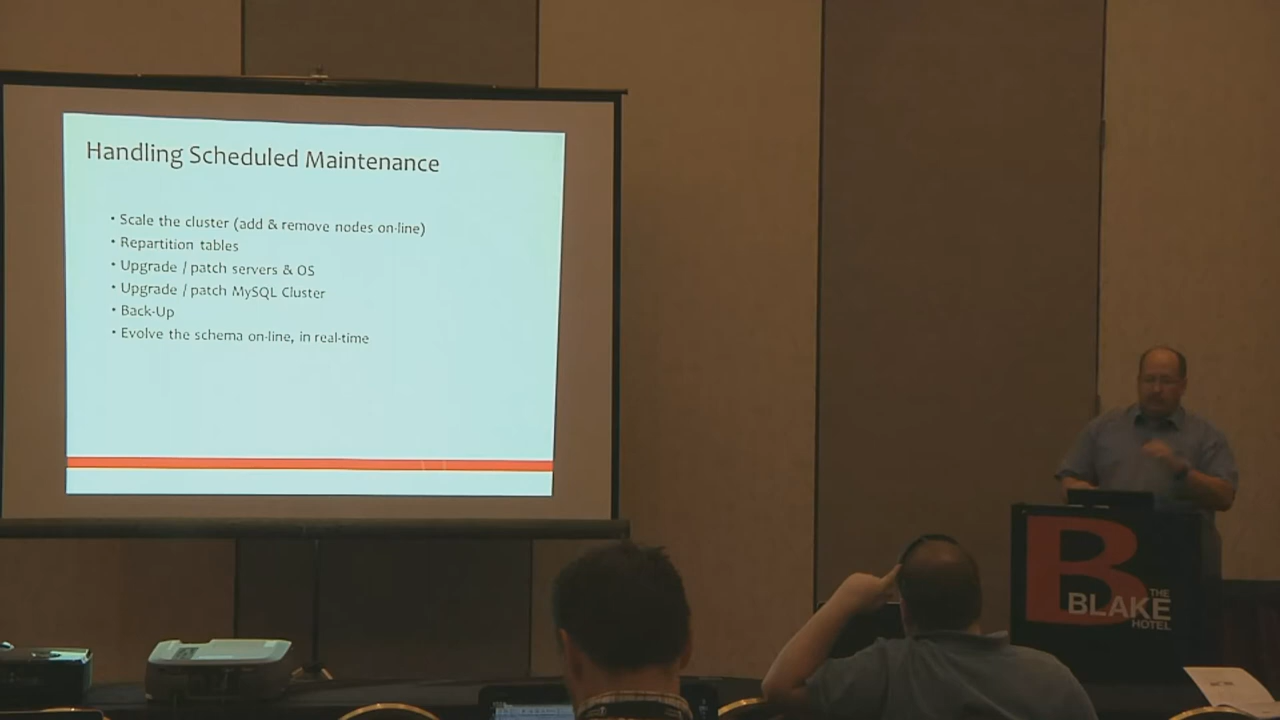 Handling Scheduled Maintenance
• Scale the cluster (add & remove nodes on-line)
• Repartition tables
• Upgrade / patch servers & OS
• Upgrade / patch MySQL Cluster
• Back-Up
• Evolve the schema on-line, in real-time
B
THE
BLAKE
HOTEL